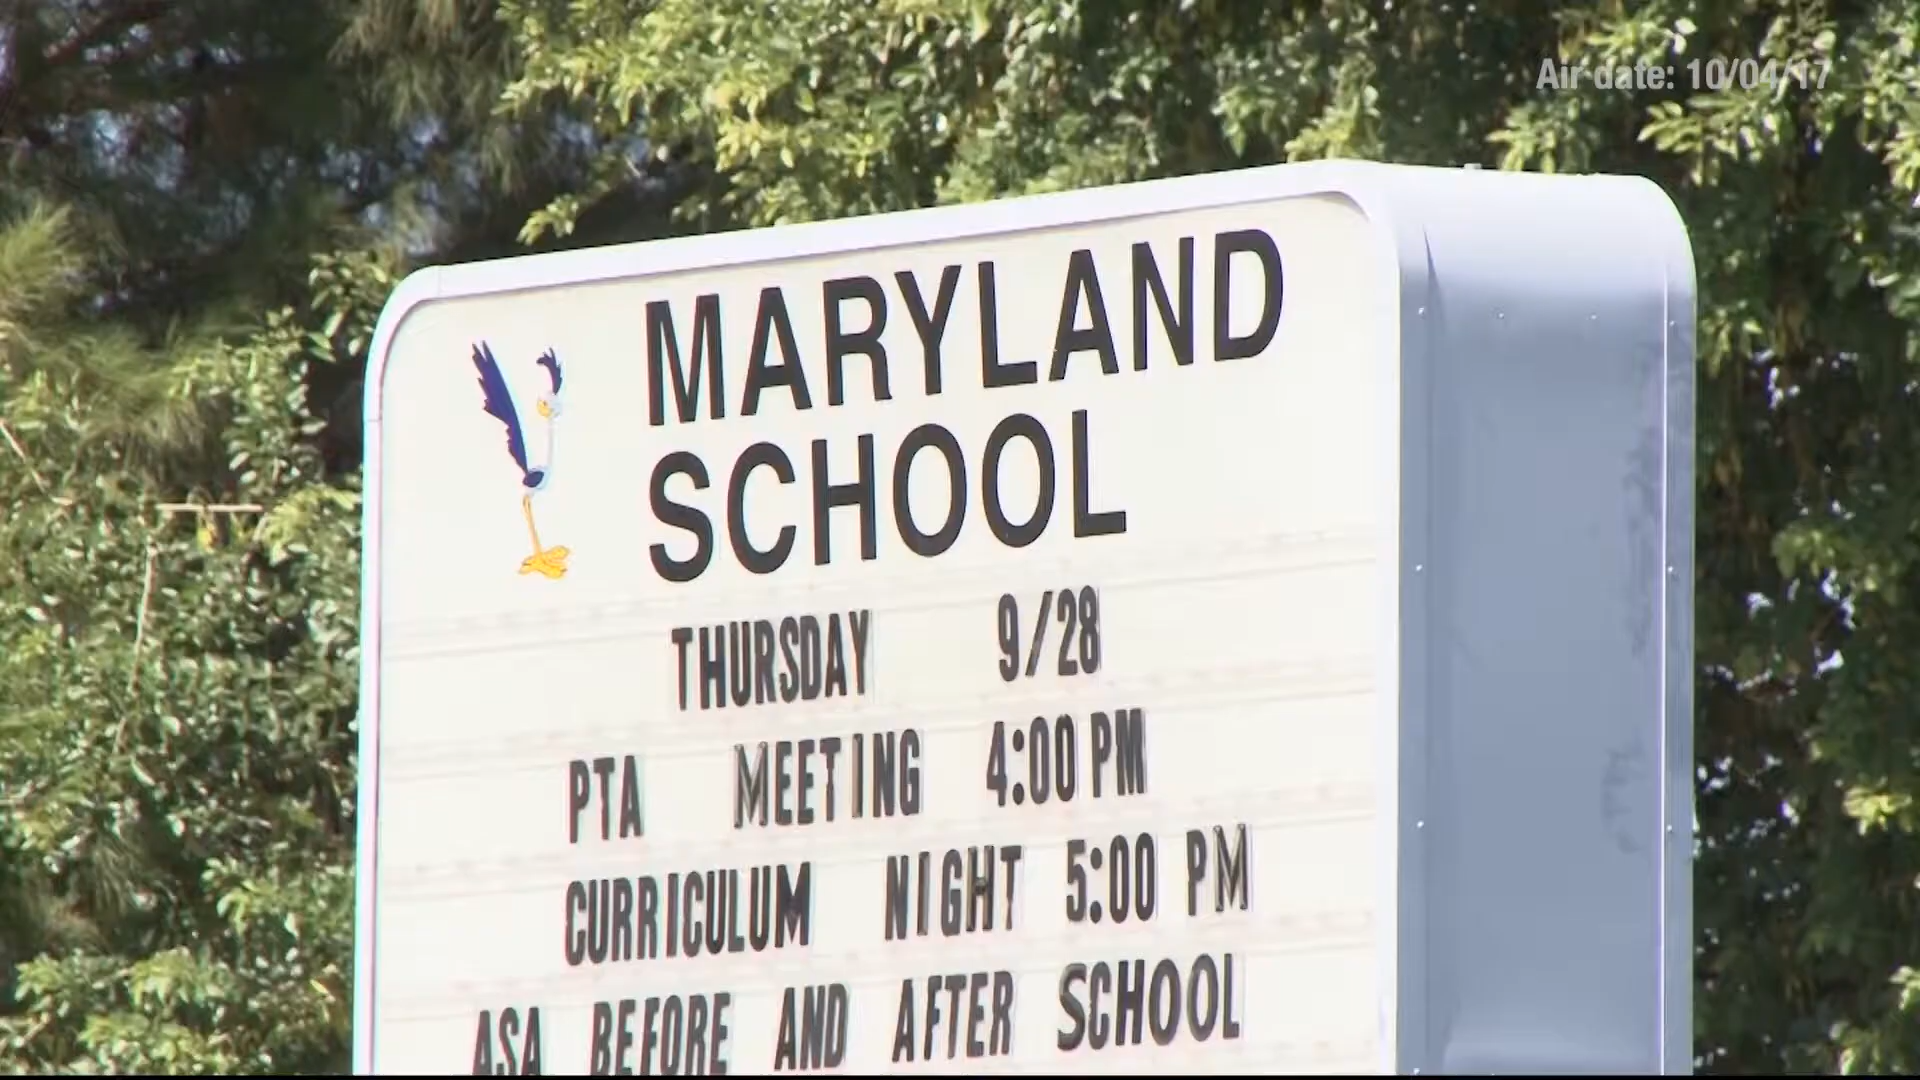 Air date: 10/04/17
MARYLAND
SCHOOL
THURSDAY 9/28
PTA MEETING 4:00 PM
CURRICULUM NIGHT 5:00 PM
ASA BEFORE AND AFTER SCHOOL